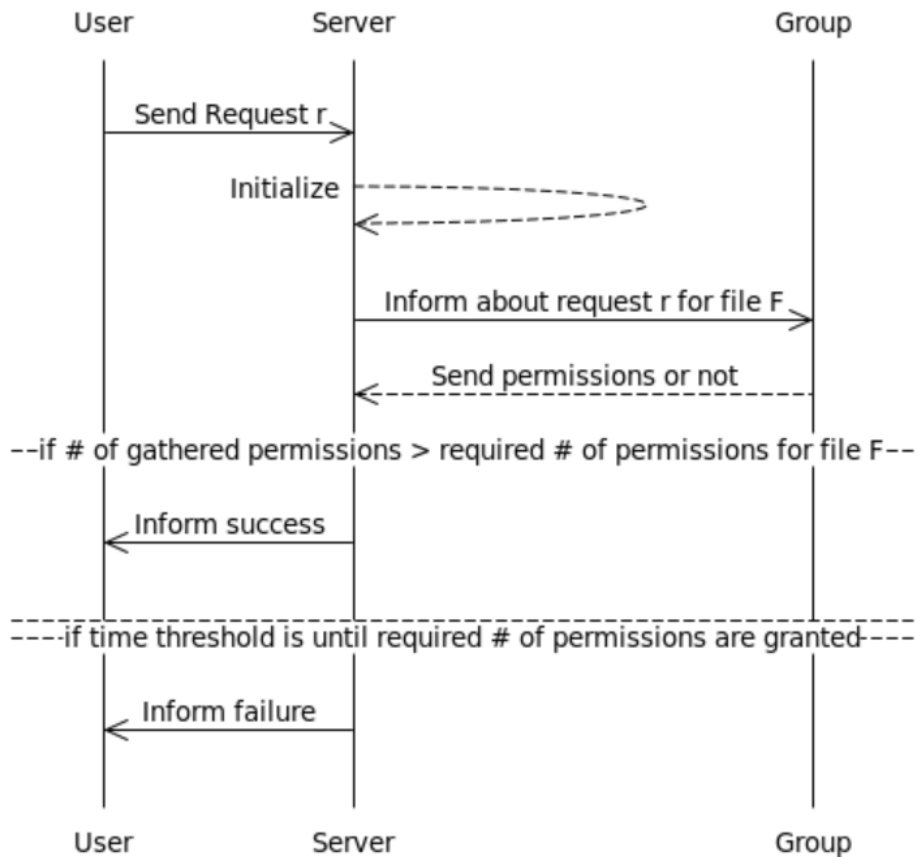 User Server Group
Send Request r
Initialize
Inform about request r for file F
Send permissions or not
if # of gathered permissions > required # of permissions for file F
Inform success
if time threshold is until required # of permissions are granted
Inform failure
User Server Group